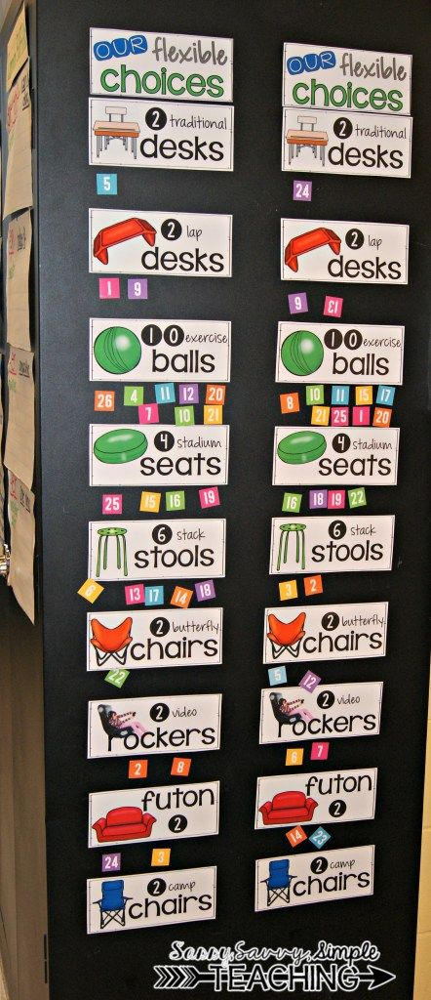 OUR flexible
choices
2 traditional
desks
5
2 lap
desks
1 9
10 exercise
balls
26 4 11 12 20
7 10 21
4 stadium
seats
25 15 16 19
6 stack
stools
6 13 17 14 18
2 butterfly
chairs
22
2 video
rockers
2 8
futon
2
24 3
2 camp
chairs
OUR flexible
choices
2 traditional
desks
24
2 lap
desks
9 13
10 exercise
balls
8 10 11 15 17
21 25 1 20
4 stadium
seats
16 18 19 22
6 stack
stools
3 2
2 butterfly
chairs
5 12
2 video
rockers
6 7
futon
2
14 23
2 camp
chairs
Sassy, Savvy, Simple
TEACHING